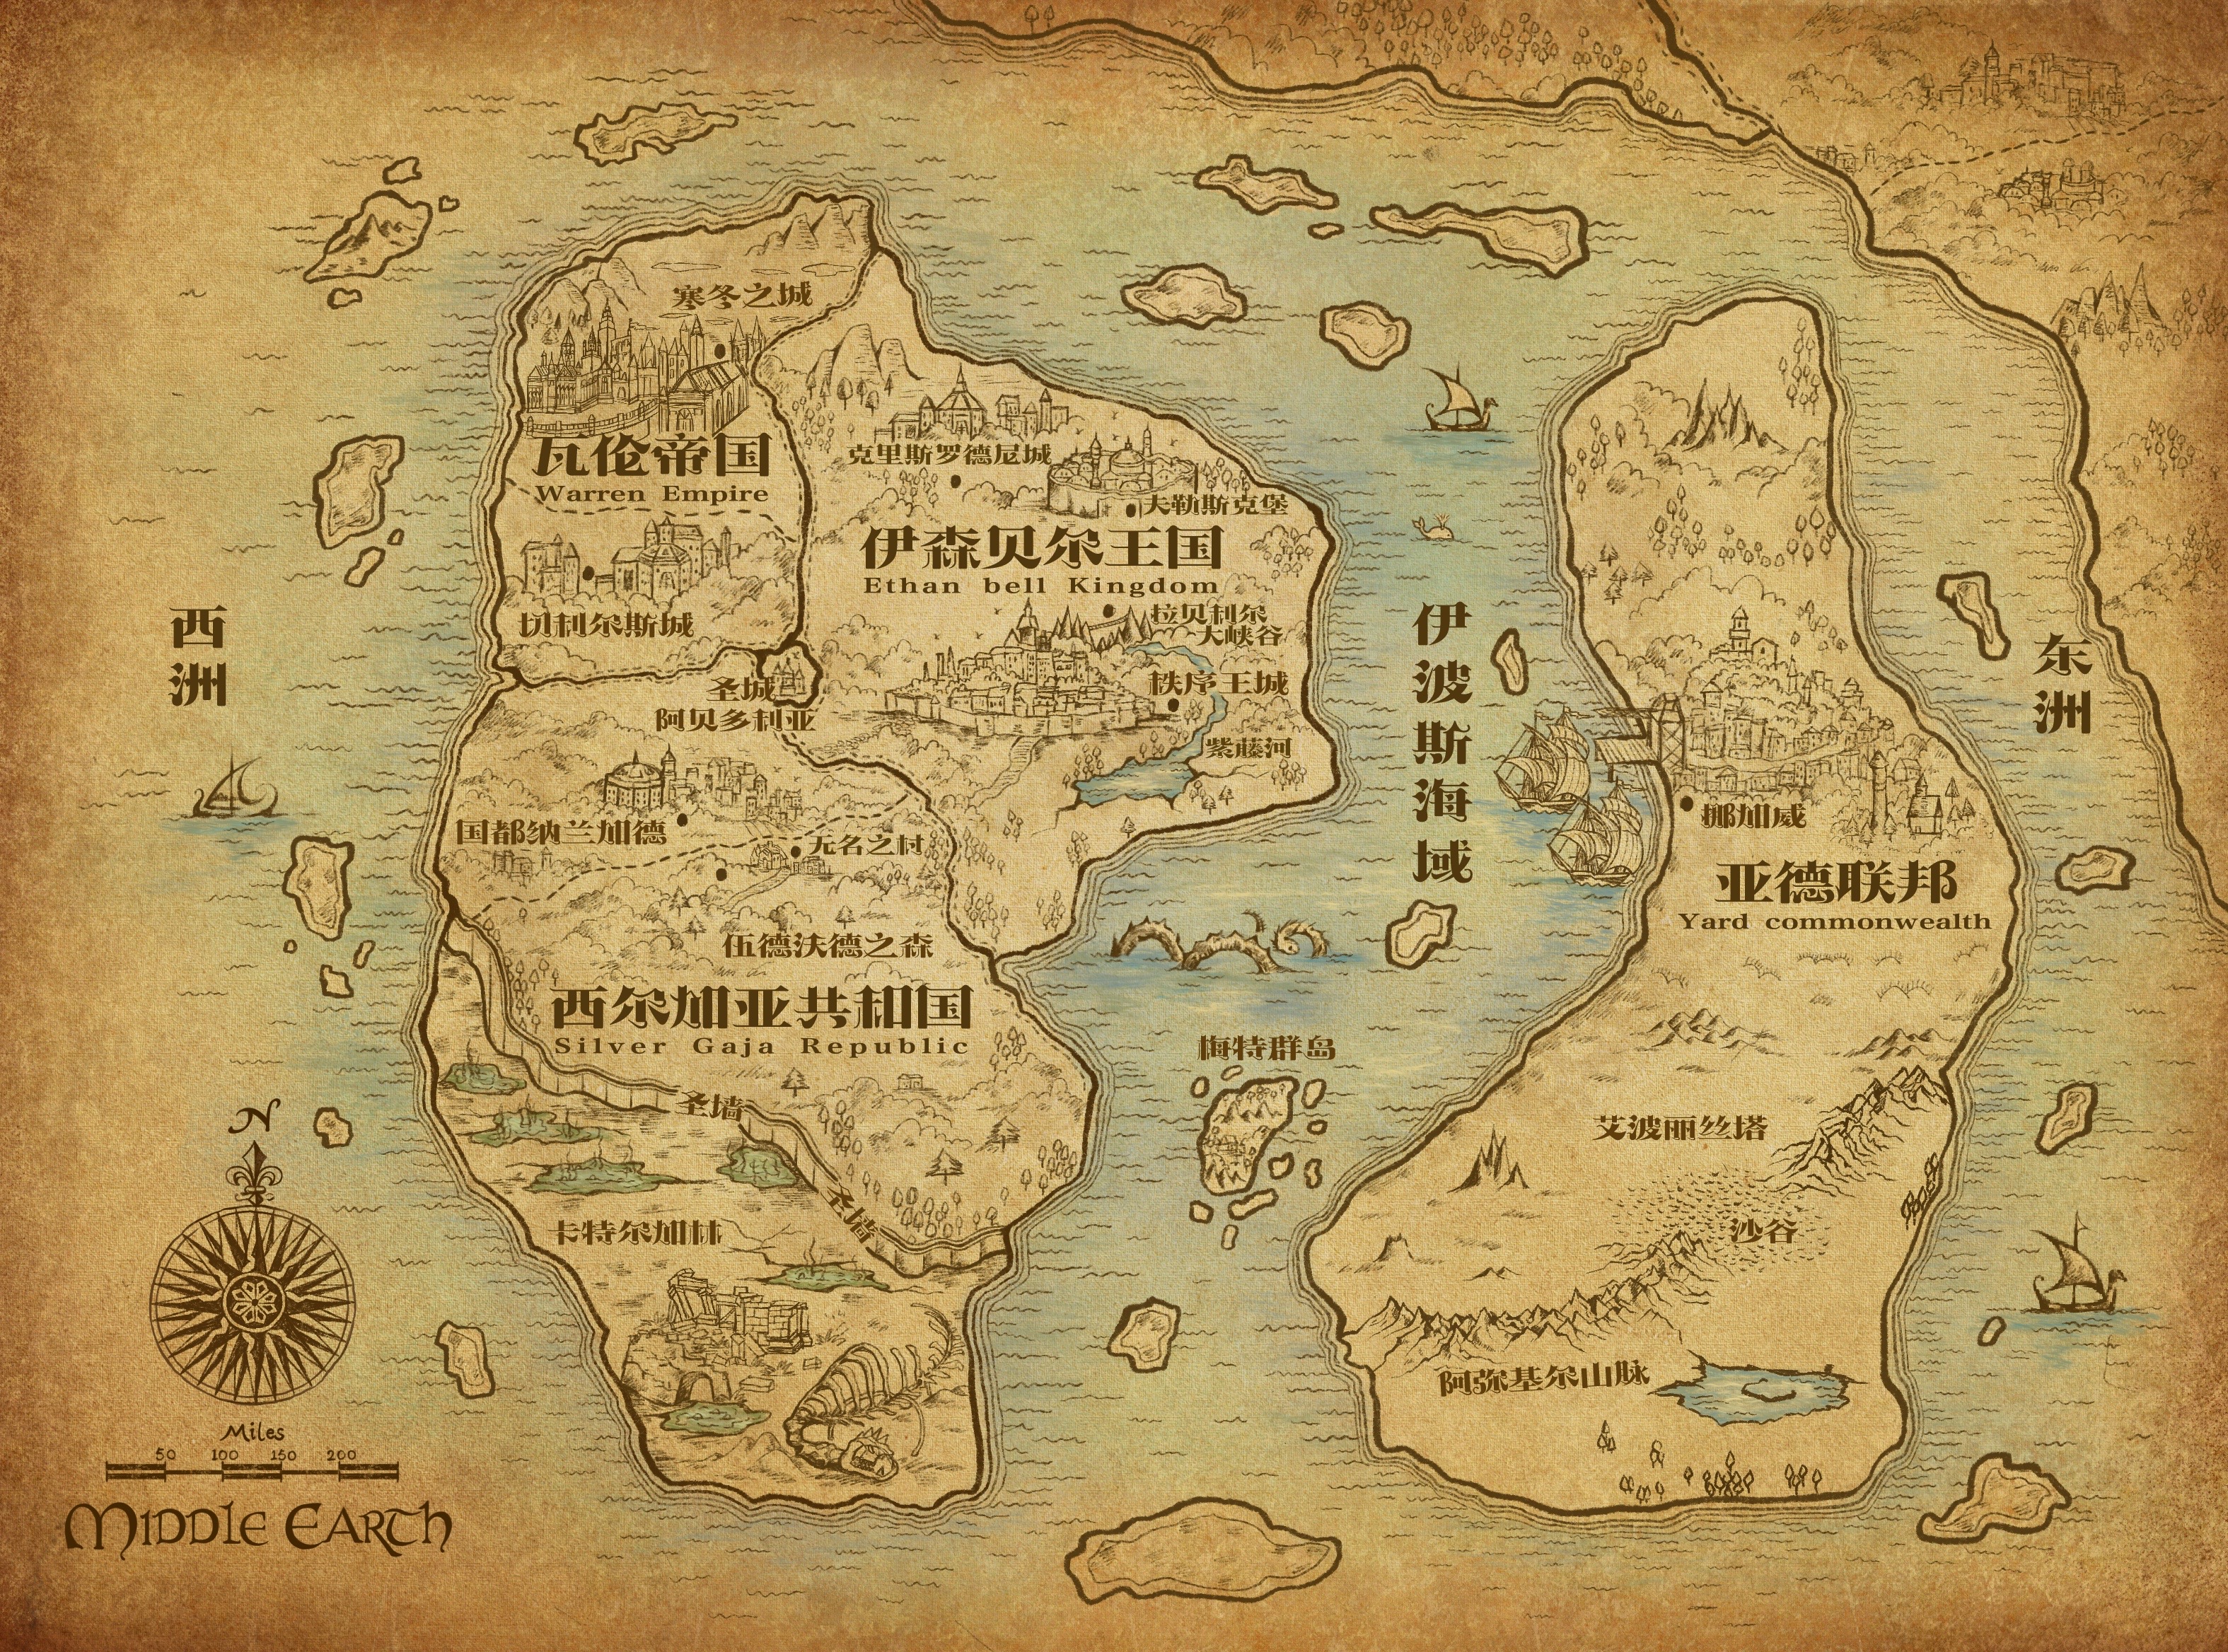 寒冬之城
瓦伦帝国
Warren Empire
克里斯罗德尼城
夫勒斯克堡
伊森贝尔王国
Ethan bell Kingdom
切利尔斯城
拉贝利尔
大峡谷
西洲
伊波斯海域
东洲
圣城
阿贝多利亚
秩序王城
紫藤河
国都纳兰加德
无名之村
挪加威
亚德联邦
Yard commonwealth
伍德沃德之森
西尔加亚共和国
Silver Gaja Republic
梅特群岛
圣墙
圣墙
艾波丽丝塔
沙谷
卡特尔加林
阿弥基尔山脉
N
Miles
50 100 150 200
MIDDLE EARTH